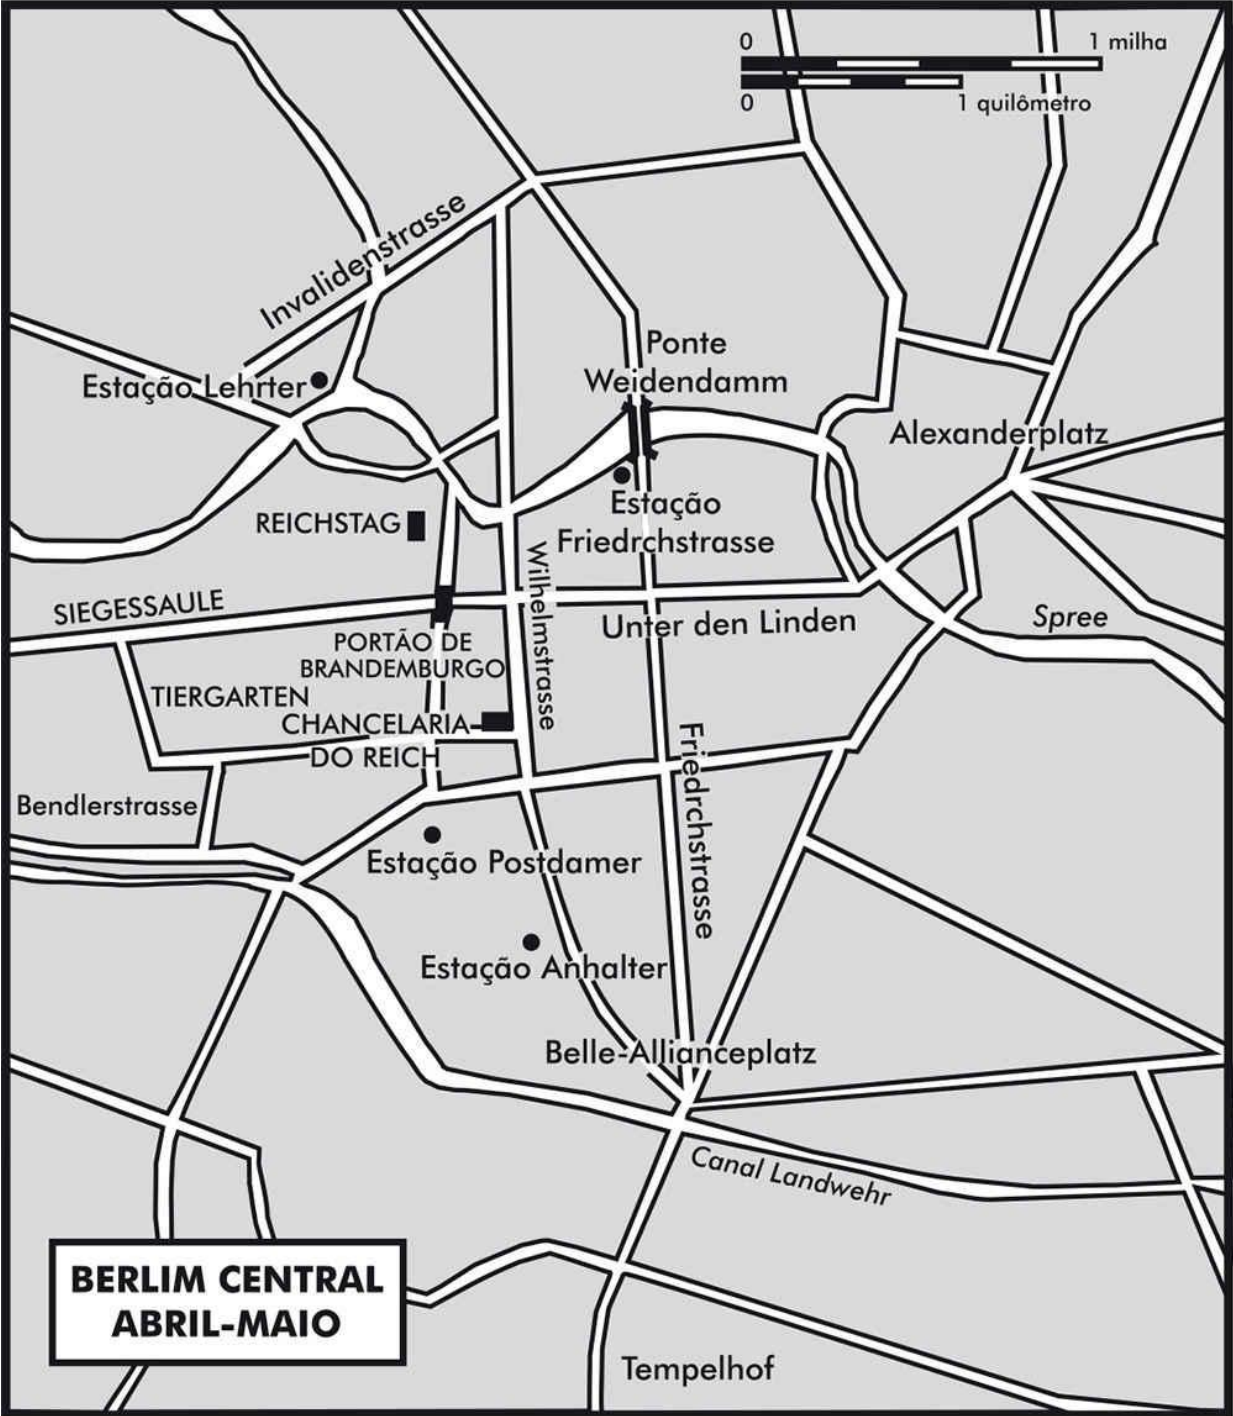 0
1 milha
0
1 quilômetro
Invalidenstrasse
Ponte
Weidendamm
Estação Lehrter
Alexanderplatz
REICHSTAG
Estação
Friedrchstrasse
Wilhelmstrasse
SIEGESSAULE
Unter den Linden
Spree
PORTÃO DE
BRANDEMBURGO
TIERGARTEN
CHANCELARIA
DO REICH
Friedrchstrasse
Bendlerstrasse
Estação Postdamer
Estação Anhalter
Belle-Allianceplatz
Canal Landwehr
BERLIM CENTRAL
ABRIL-MAIO
Tempelhof